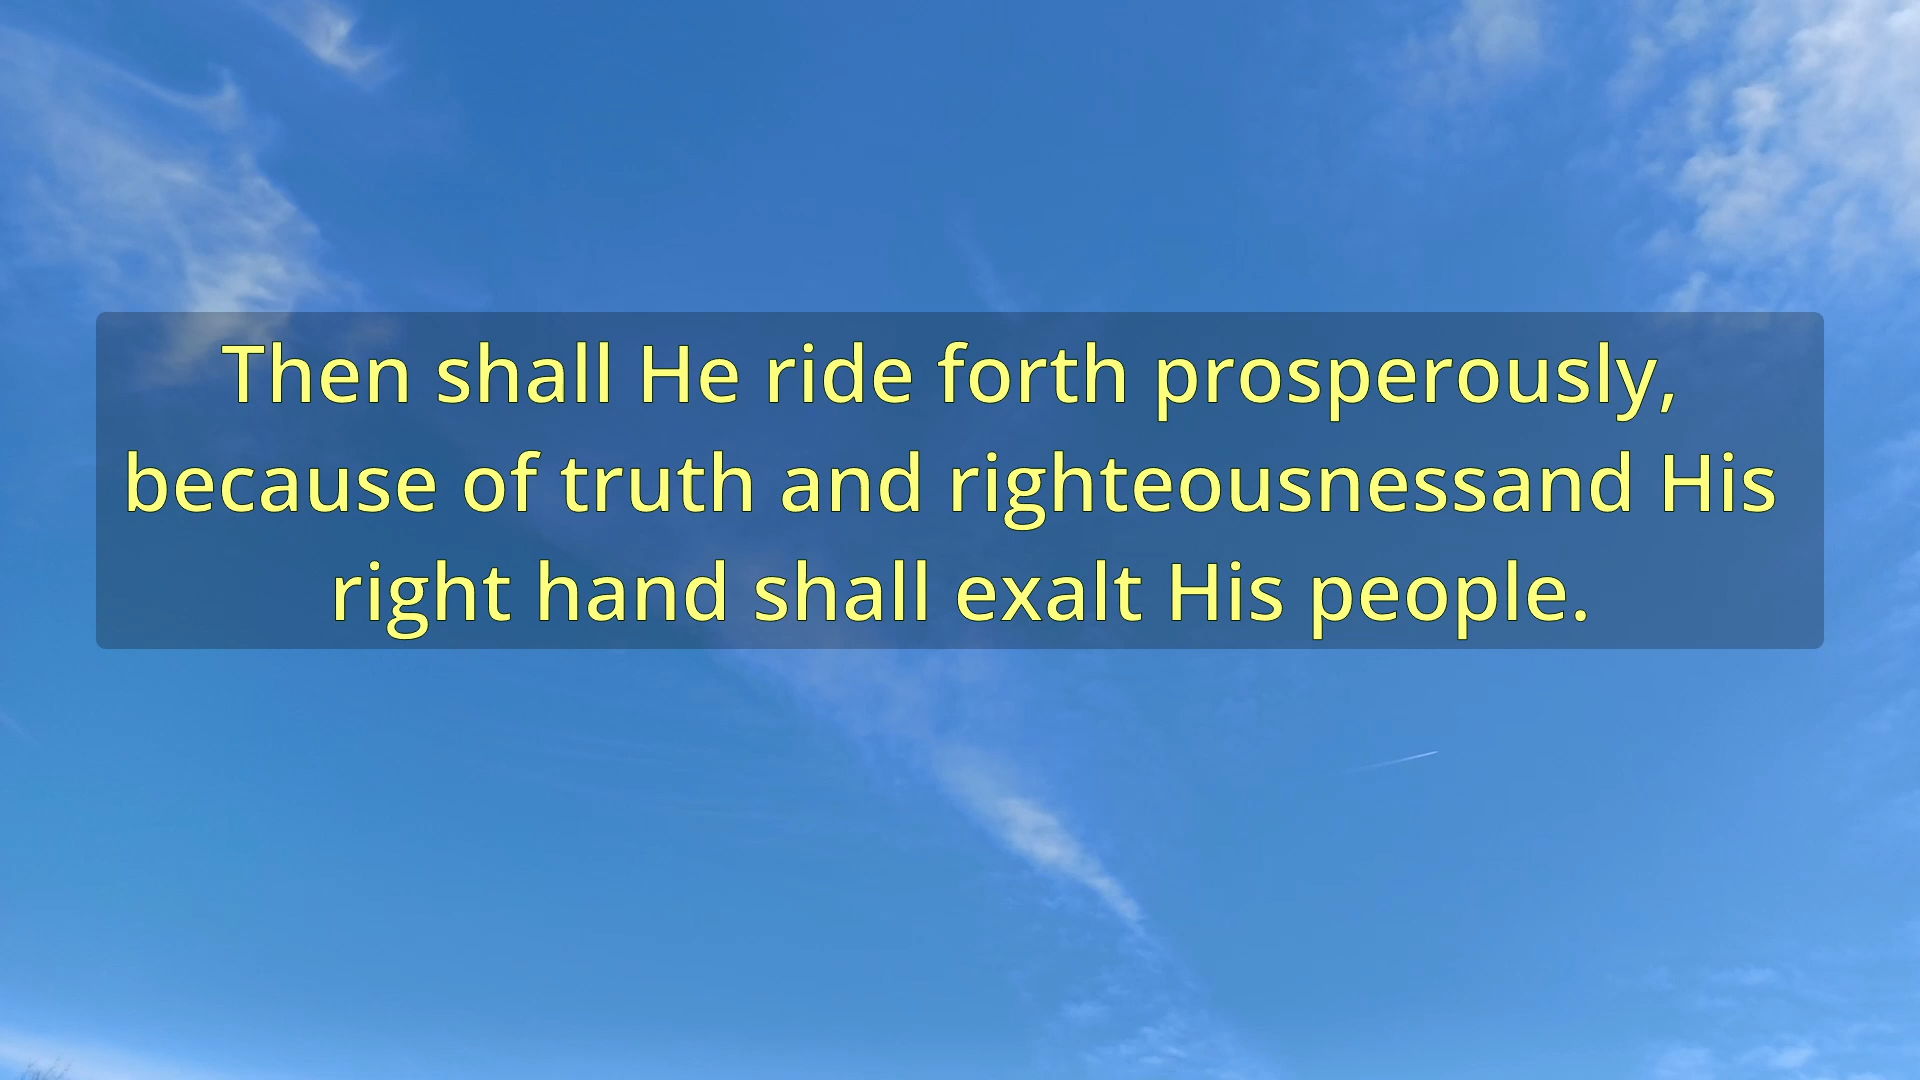 Then shall He ride forth prosperously,
because of truth and righteousnessand His
right hand shall exalt His people.